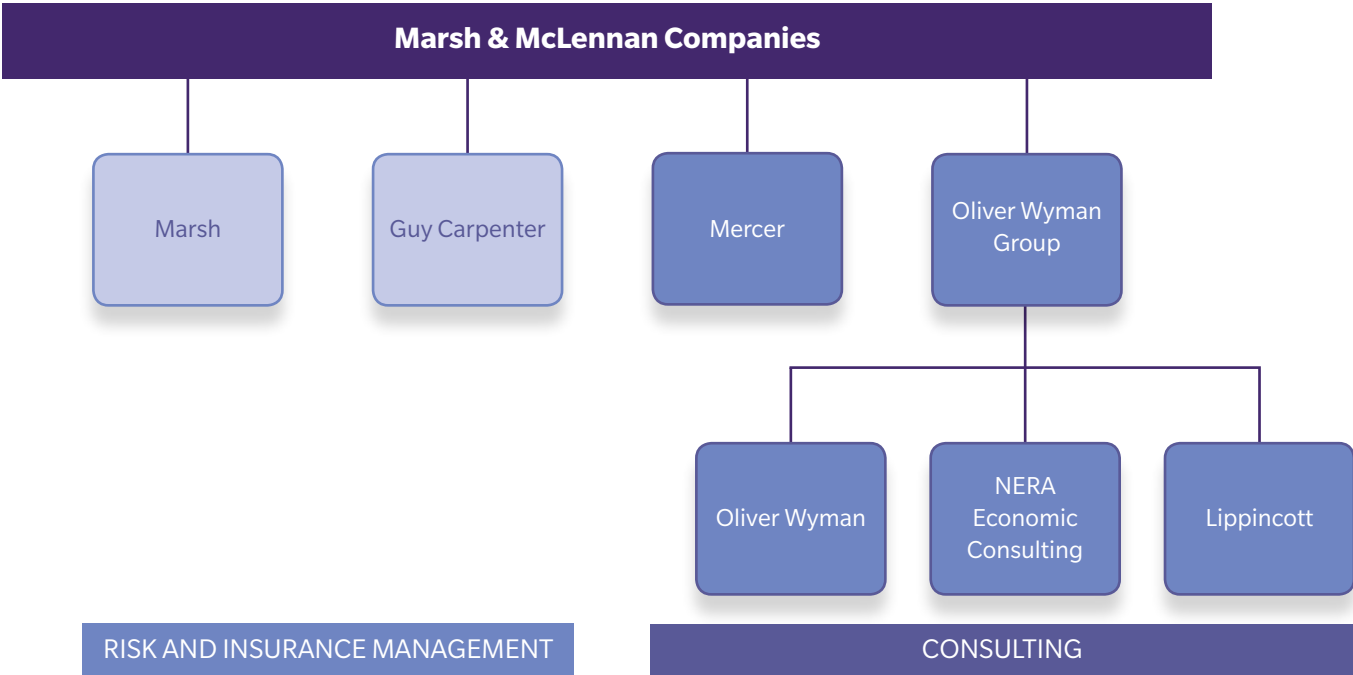 Marsh & McLennan Companies
Marsh
Guy Carpenter
Mercer
Oliver Wyman
Group
Oliver Wyman
NERA
Economic
Consulting
Lippincott
RISK AND INSURANCE MANAGEMENT
CONSULTING